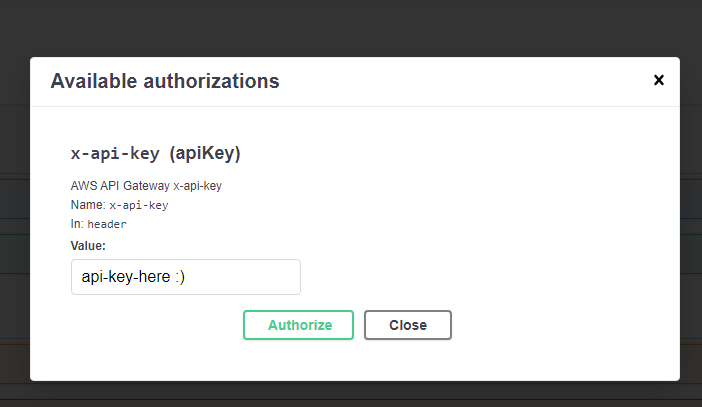 Available authorizations
×
x-api-key (apiKey)
AWS API Gateway x-api-key
Name: x-api-key
In: header
Value:
api-key-here :)
Authorize Close